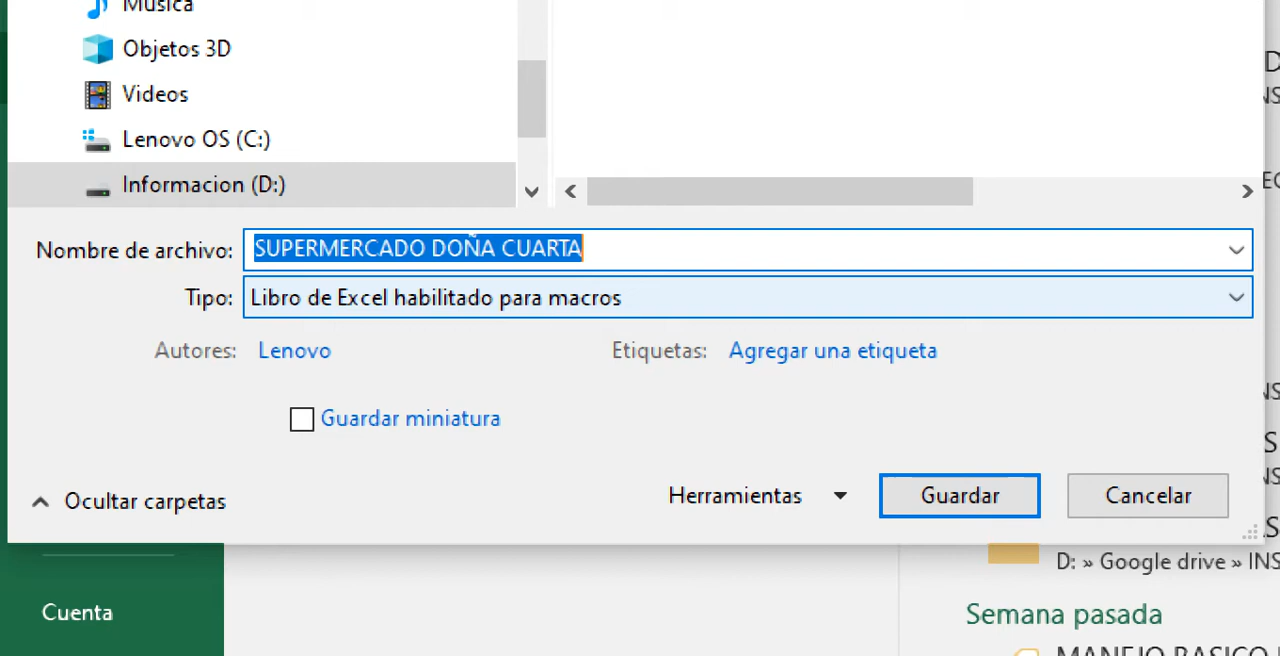 Música
Objetos 3D
Videos
Lenovo OS (C:)
Informacion (D:)
Nombre de archivo: SUPERMERCADO DOÑA CUARTA
Tipo: Libro de Excel habilitado para macros
Autores: Lenovo Etiquetas: Agregar una etiqueta
Guardar miniatura
Ocultar carpetas Herramientas Guardar Cancelar
D: » Google drive » INS
Cuenta
Semana pasada
MANEJO BASICO